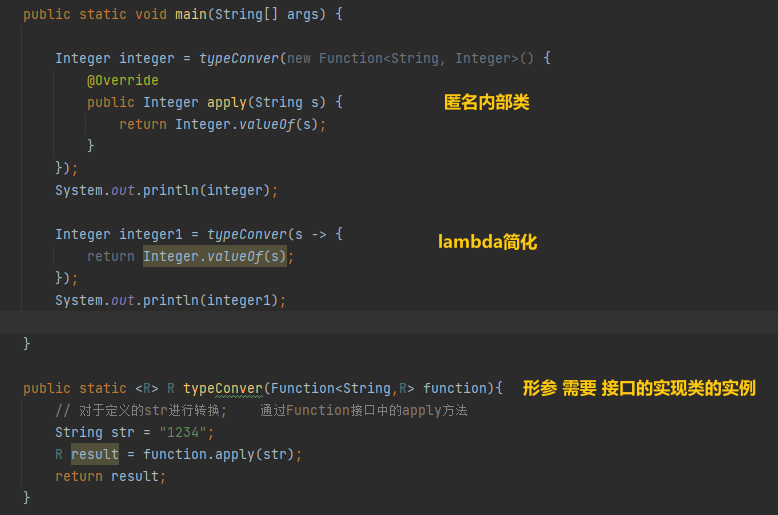 public static void main(String[] args) {
Integer integer = typeConver(new Function<String, Integer>() {
@Override
public Integer apply(String s) { 匿名内部类
return Integer.valueOf(s);
}
});
System.out.println(integer);
Integer integer1 = typeConver(s -> { lambda简化
return Integer.valueOf(s);
});
System.out.println(integer1);
}
public static <R> R typeConver(Function<String,R> function){ 形参 需要 接口的实现类的实例
// 对于定义的str进行转换; 通过Function接口中的apply方法
String str = "1234";
R result = function.apply(str);
return result;
}